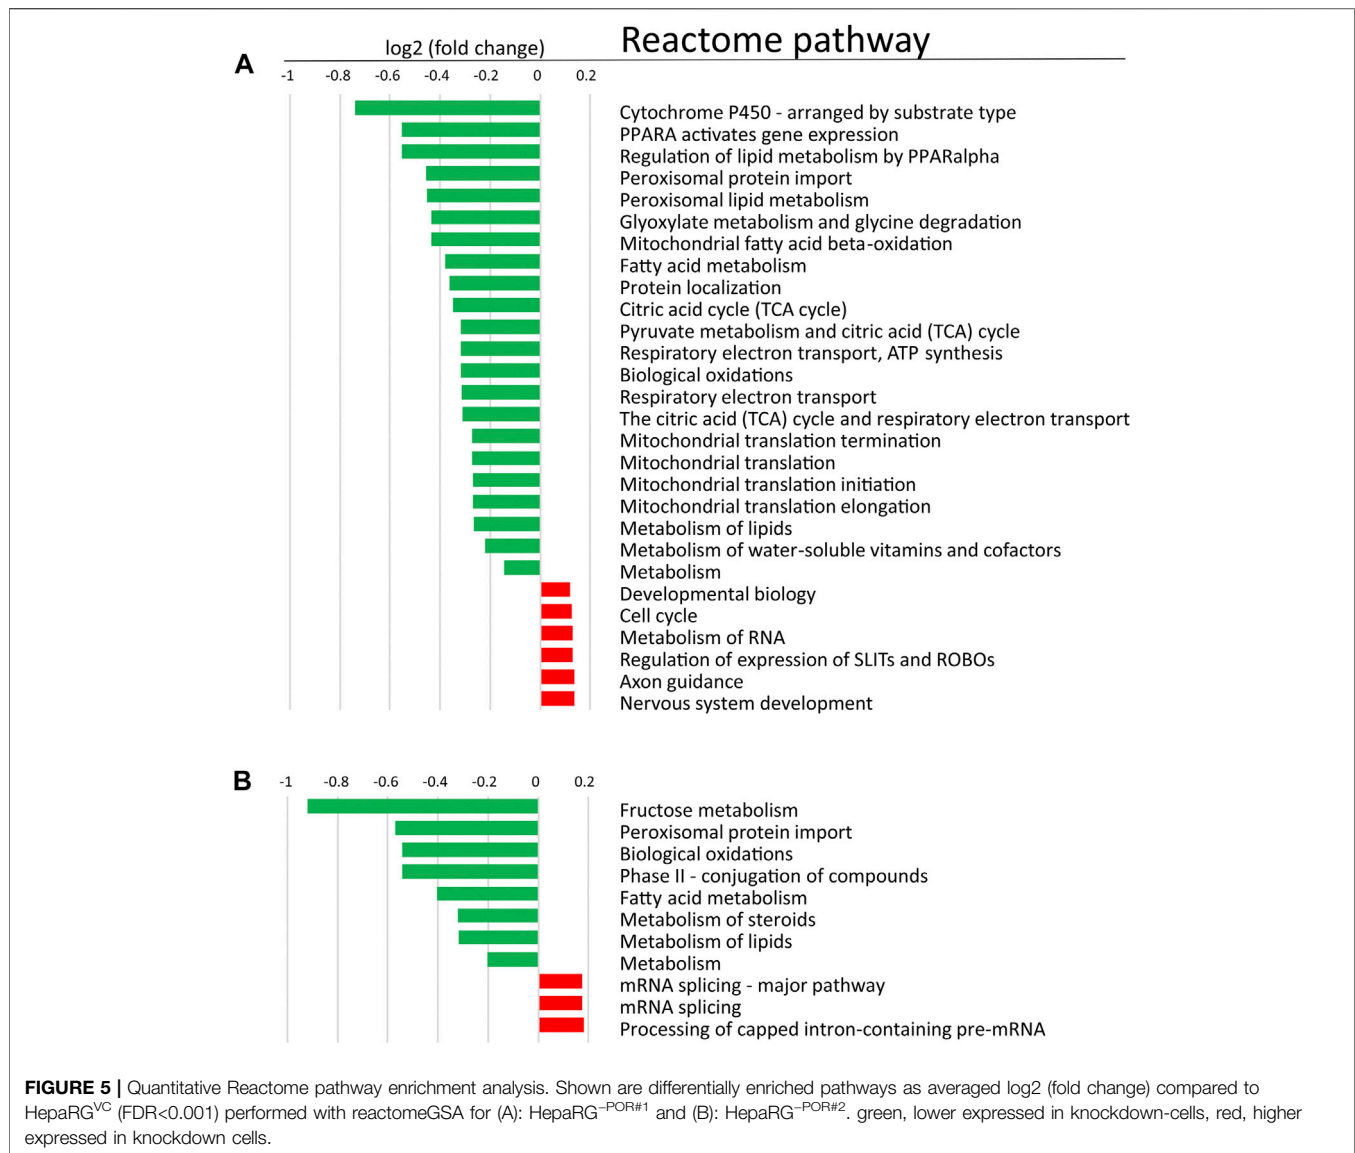 log2 (fold change) Reactome pathway
A
-1 -0.8 -0.6 -0.4 -0.2 0 0.2
Cytochrome P450 - arranged by substrate type
PPARA activates gene expression
Regulation of lipid metabolism by PPARalpha
Peroxisomal protein import
Peroxisomal lipid metabolism
Glyoxylate metabolism and glycine degradation
Mitochondrial fatty acid beta-oxidation
Fatty acid metabolism
Protein localization
Citric acid cycle (TCA cycle)
Pyruvate metabolism and citric acid (TCA) cycle
Respiratory electron transport, ATP synthesis
Biological oxidations
Respiratory electron transport
The citric acid (TCA) cycle and respiratory electron transport
Mitochondrial translation termination
Mitochondrial translation
Mitochondrial translation initiation
Mitochondrial translation elongation
Metabolism of lipids
Metabolism of water-soluble vitamins and cofactors
Metabolism
Developmental biology
Cell cycle
Metabolism of RNA
Regulation of expression of SLITs and ROBOs
Axon guidance
Nervous system development
B
-1 -0.8 -0.6 -0.4 -0.2 0 0.2
Fructose metabolism
Peroxisomal protein import
Biological oxidations
Phase II - conjugation of compounds
Fatty acid metabolism
Metabolism of steroids
Metabolism of lipids
Metabolism
mRNA splicing - major pathway
mRNA splicing
Processing of capped intron-containing pre-mRNA
FIGURE 5 | Quantitative Reactome pathway enrichment analysis. Shown are differentially enriched pathways as averaged log2 (fold change) compared to
HepaRG^VC (FDR<0.001) performed with reactomeGSA for (A): HepaRG^−POR#1 and (B): HepaRG^−POR#2. green, lower expressed in knockdown-cells, red, higher
expressed in knockdown cells.